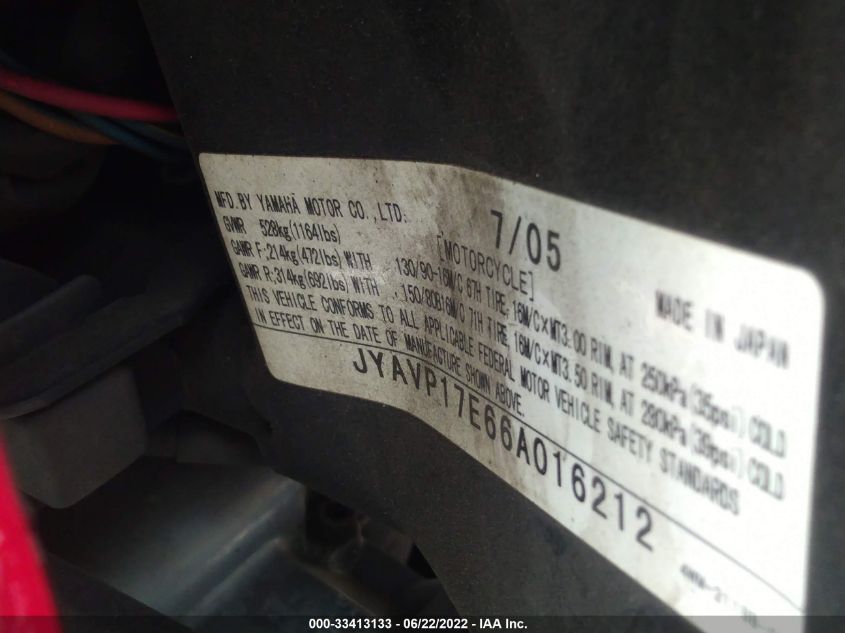 MFD.BY YAMAHA MOTOR CO.,LTD. 7/05 MADE IN JAPAN
GVWR 528kg(1164lbs) [MOTORCYCLE]
GAWR F:214kg(472lbs) WITH 130/90-16M/C 67H TIRE, 16M/C×MT3.00 RIM, AT 250kPa(35psi) COLD
GAWR R:314kg(692lbs) WITH 150/80B16M/C 71H TIRE, 16M/C×MT3.50 RIM, AT 280kPa(39psi) COLD
THIS VEHICLE CONFORMS TO ALL APPLICABLE FEDERAL MOTOR VEHICLE SAFETY STANDARDS
IN EFFECT ON THE DATE OF MANUFACTURE SHOWN ABOVE.
JYAVP17E66A016212
000-33413133 - 06/22/2022 - IAA Inc.